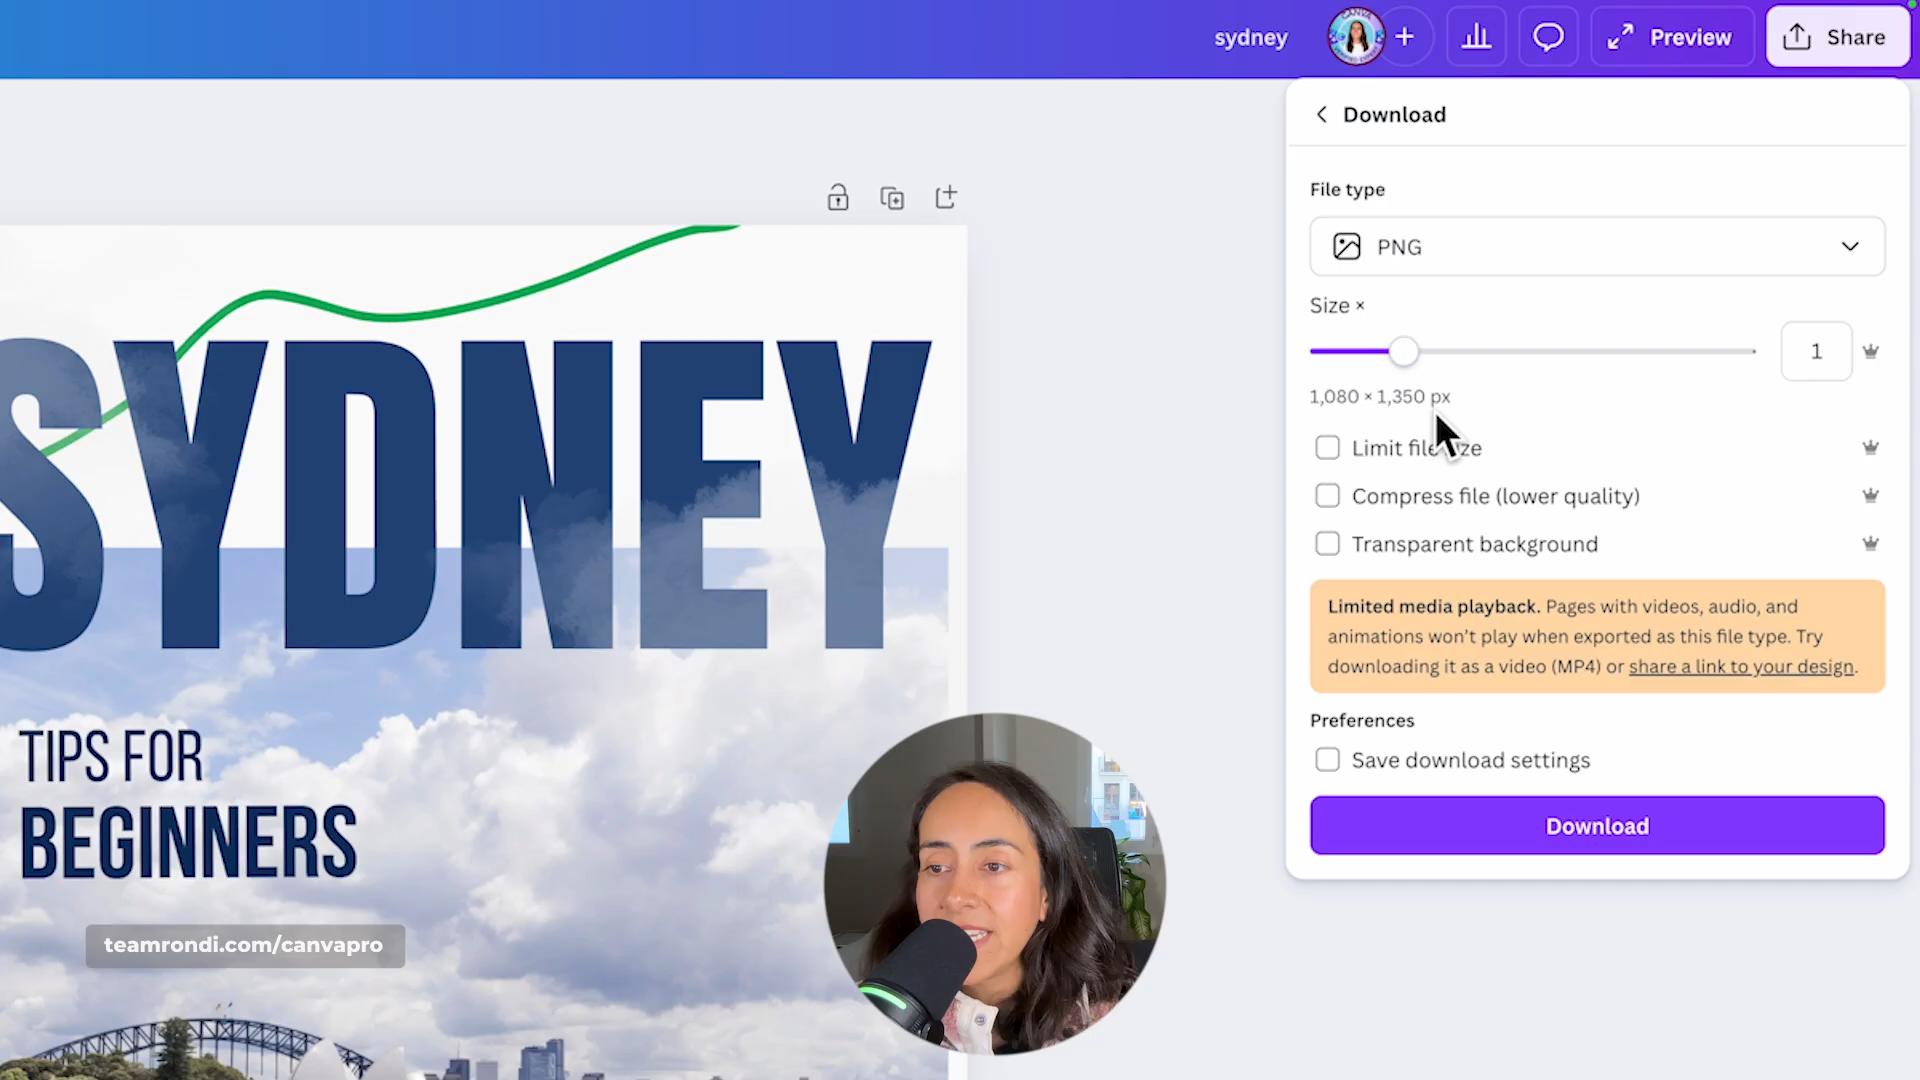 sydney
Preview
Share
Download
File type
PNG
Size ×
1
1,080 × 1,350 px
Limit file size
Compress file (lower quality)
Transparent background
Limited media playback. Pages with videos, audio, and
animations won't play when exported as this file type. Try
downloading it as a video (MP4) or share a link to your design.
Preferences
Save download settings
Download
SYDNEY
TIPS FOR
BEGINNERS
teamrondi.com/canvapro